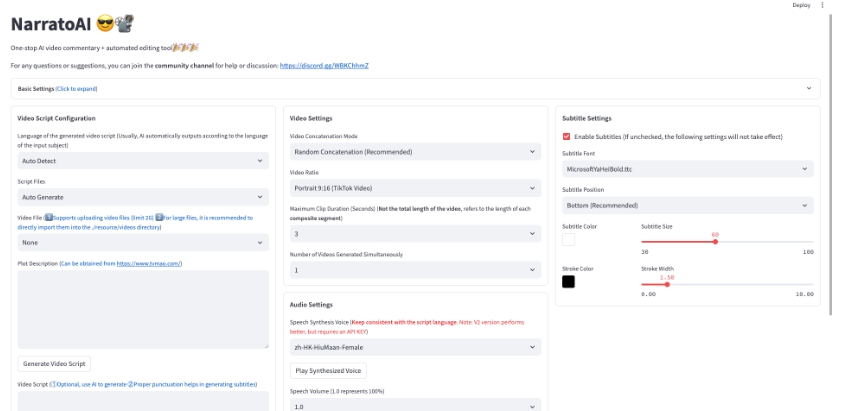 Deploy
NarratoAI 😎📽️
One-stop AI video commentary + automated editing tool🎉🎉🎉
For any questions or suggestions, you can join the community channel for help or discussion: https://discord.gg/WBKChhmZ
Basic Settings (Click to expand)
Video Script Configuration
Language of the generated video script (Usually, AI automatically outputs according to the language
of the input subject)
Auto Detect
Script Files
Auto Generate
Video File (1️⃣Supports uploading video files (limit 2G) 2️⃣For large files, it is recommended to
directly import them into the ./resource/videos directory)
None
Plot Description (Can be obtained from https://www.txmao.com/)
Generate Video Script
Video Script (①Optional, use AI to generate ②Proper punctuation helps in generating subtitles)
Video Settings
Video Concatenation Mode
Random Concatenation (Recommended)
Video Ratio
Portrait 9:16 (TikTok Video)
Maximum Clip Duration (Seconds) (Not the total length of the video, refers to the length of each
composite segment)
3
Number of Videos Generated Simultaneously
1
Audio Settings
Speech Synthesis Voice (Keep consistent with the script language. Note: V2 version performs
better, but requires an API KEY)
zh-HK-HiuMaan-Female
Play Synthesized Voice
Speech Volume (1.0 represents 100%)
1.0
Subtitle Settings
Enable Subtitles (If unchecked, the following settings will not take effect)
Subtitle Font
MicrosoftYaHeiBold.ttc
Subtitle Position
Bottom (Recommended)
Subtitle Color
Subtitle Size
60
30 100
Stroke Color
Stroke Width
1.50
0.00 10.00